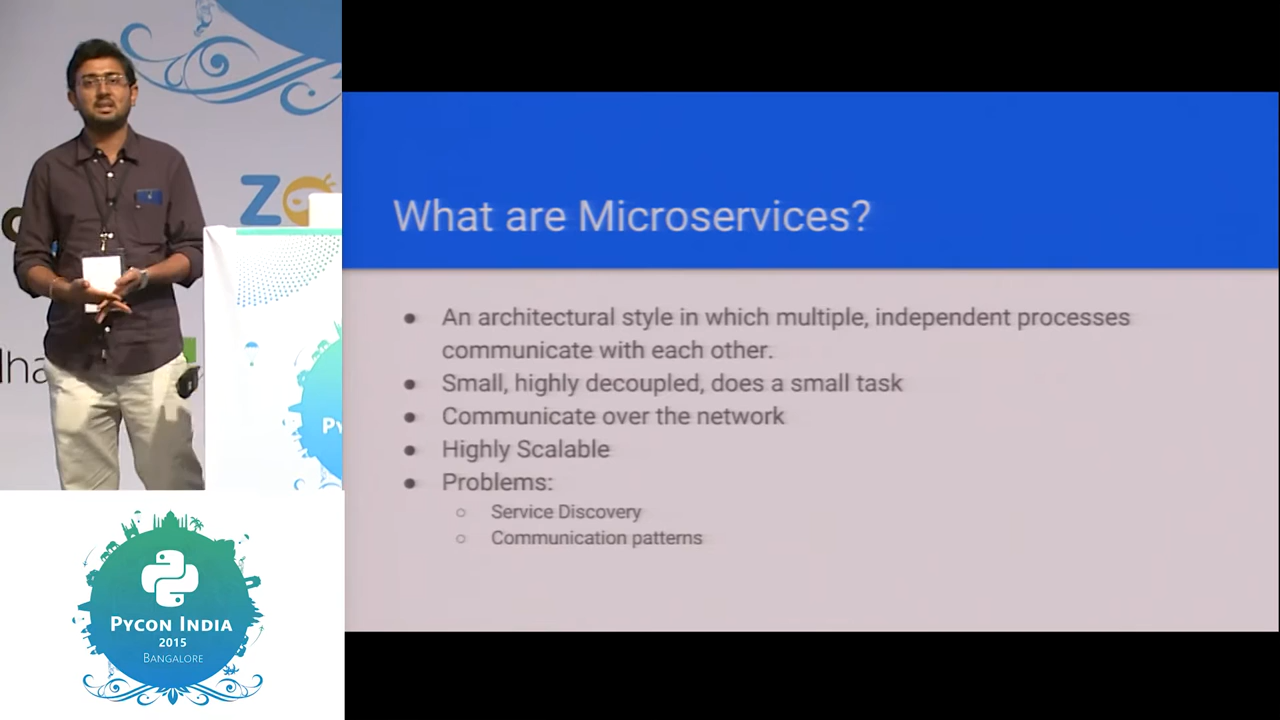 What are Microservices?
An architectural style in which multiple, independent processes
communicate with each other.
Small, highly decoupled, does a small task
Communicate over the network
Highly Scalable
Problems:
Service Discovery
Communication patterns
PYCON INDIA
2015
BANGALORE